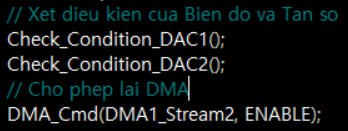 // Xet dieu kien cua Bien do va Tan so
Check_Condition_DAC1();
Check_Condition_DAC2();
// Cho phep lai DMA
DMA_Cmd(DMA1_Stream2, ENABLE);